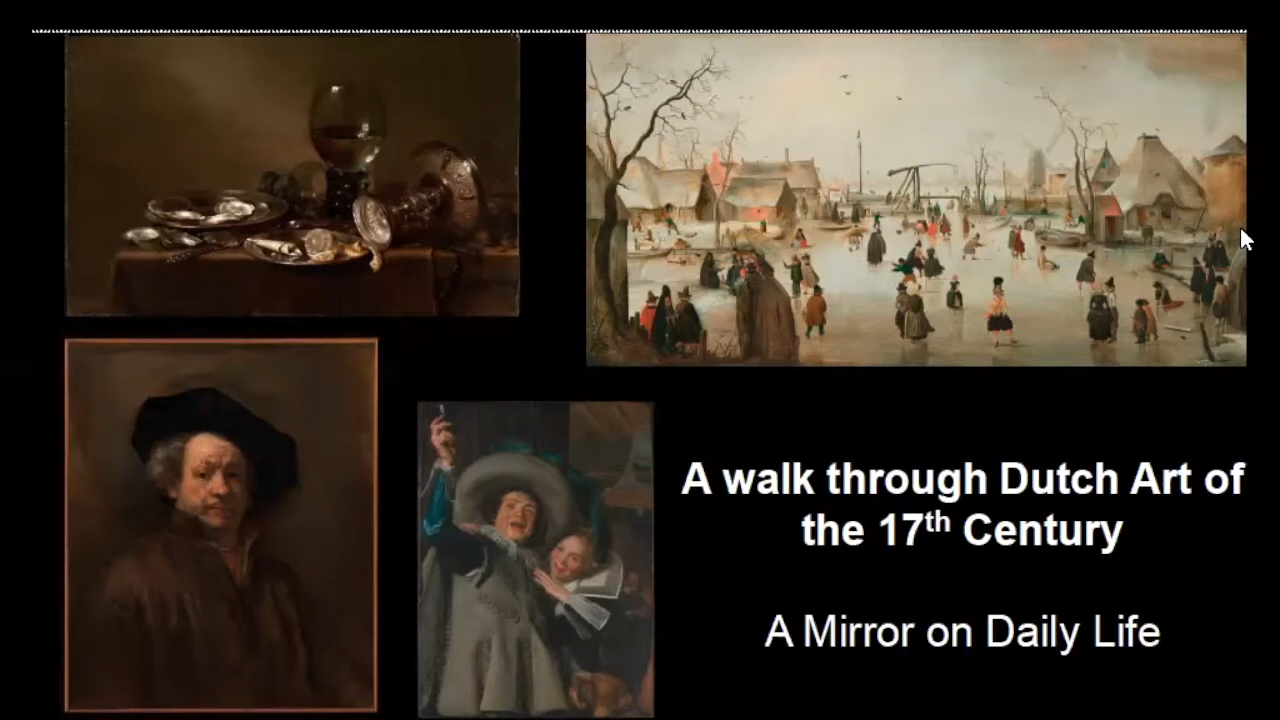 A walk through Dutch Art of
the 17th Century
A Mirror on Daily Life